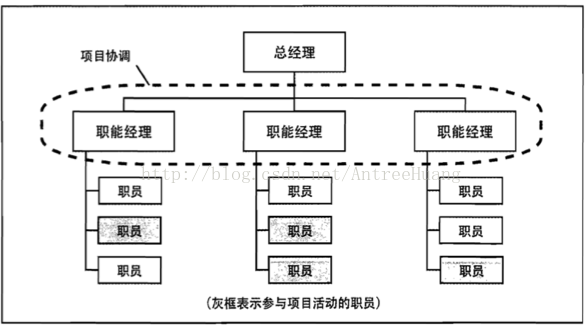 总经理
项目协调
职能经理 职能经理 职能经理
http://blog.csdn.net/AntreeHuang
职员 职员 职员
职员 职员 职员
职员 职员 职员
(灰框表示参与项目活动的职员)